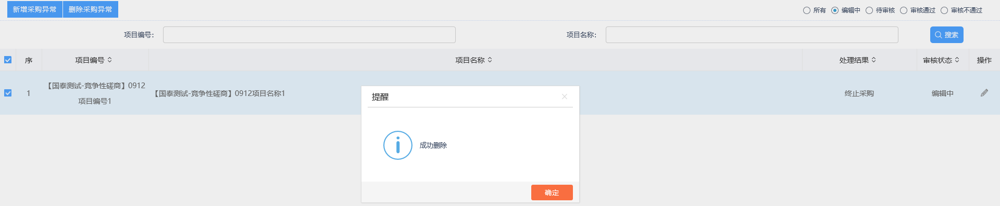 新增采购异常 删除采购异常 所有 编辑中 待审核 审核通过 审核不通过
项目编号: 项目名称: 搜索
序 项目编号 项目名称 处理结果 审核状态 操作
1 【国泰测试-竞争性磋商】0912项目编号1 【国泰测试-竞争性磋商】0912项目名称1 终止采购 编辑中
提醒
成功删除
确定